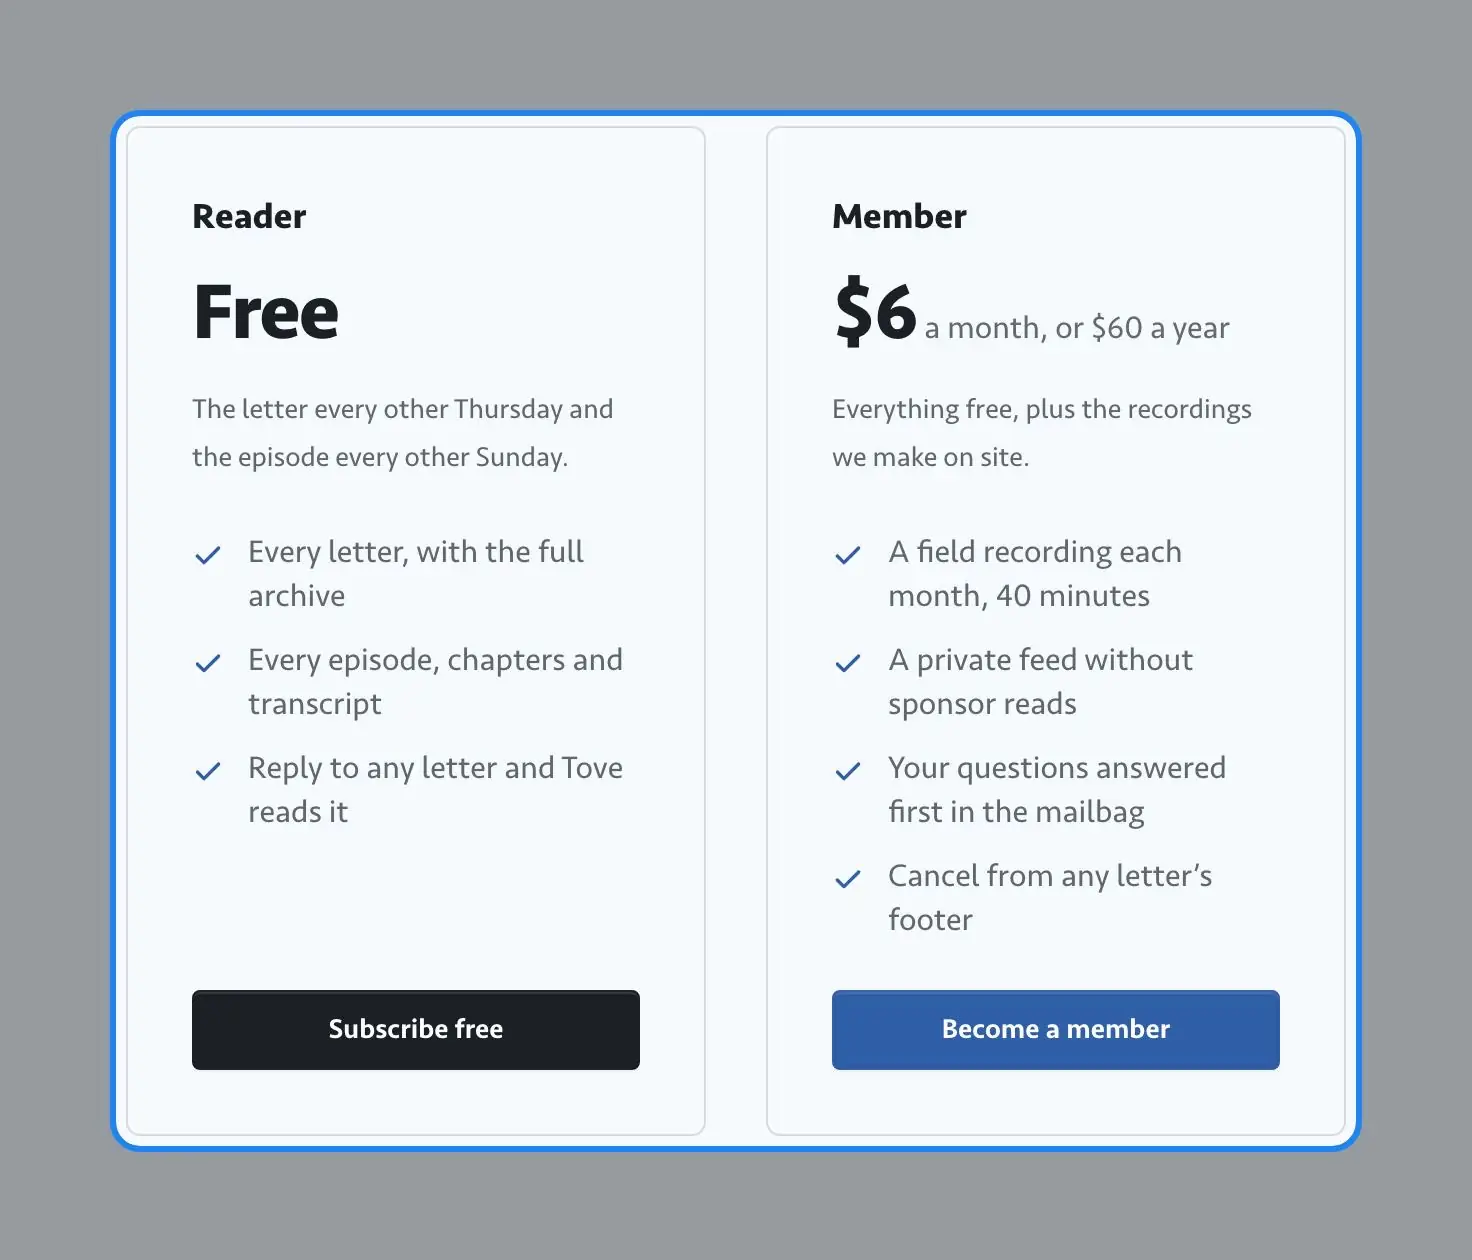 Reader
Free
The letter every other Thursday and
the episode every other Sunday.
Every letter, with the full
archive
Every episode, chapters and
transcript
Reply to any letter and Tove
reads it
Subscribe free
Member
$6 a month, or $60 a year
Everything free, plus the recordings
we make on site.
A field recording each
month, 40 minutes
A private feed without
sponsor reads
Your questions answered
first in the mailbag
Cancel from any letter’s
footer
Become a member